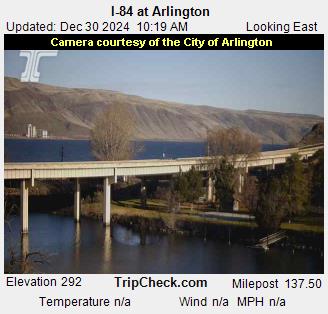 I-84 at Arlington
Updated: Dec 30 2024 10:19 AM Looking East
Camera courtesy of the City of Arlington
Elevation 292 TripCheck.com Milepost 137.50
Temperature n/a Wind n/a MPH n/a